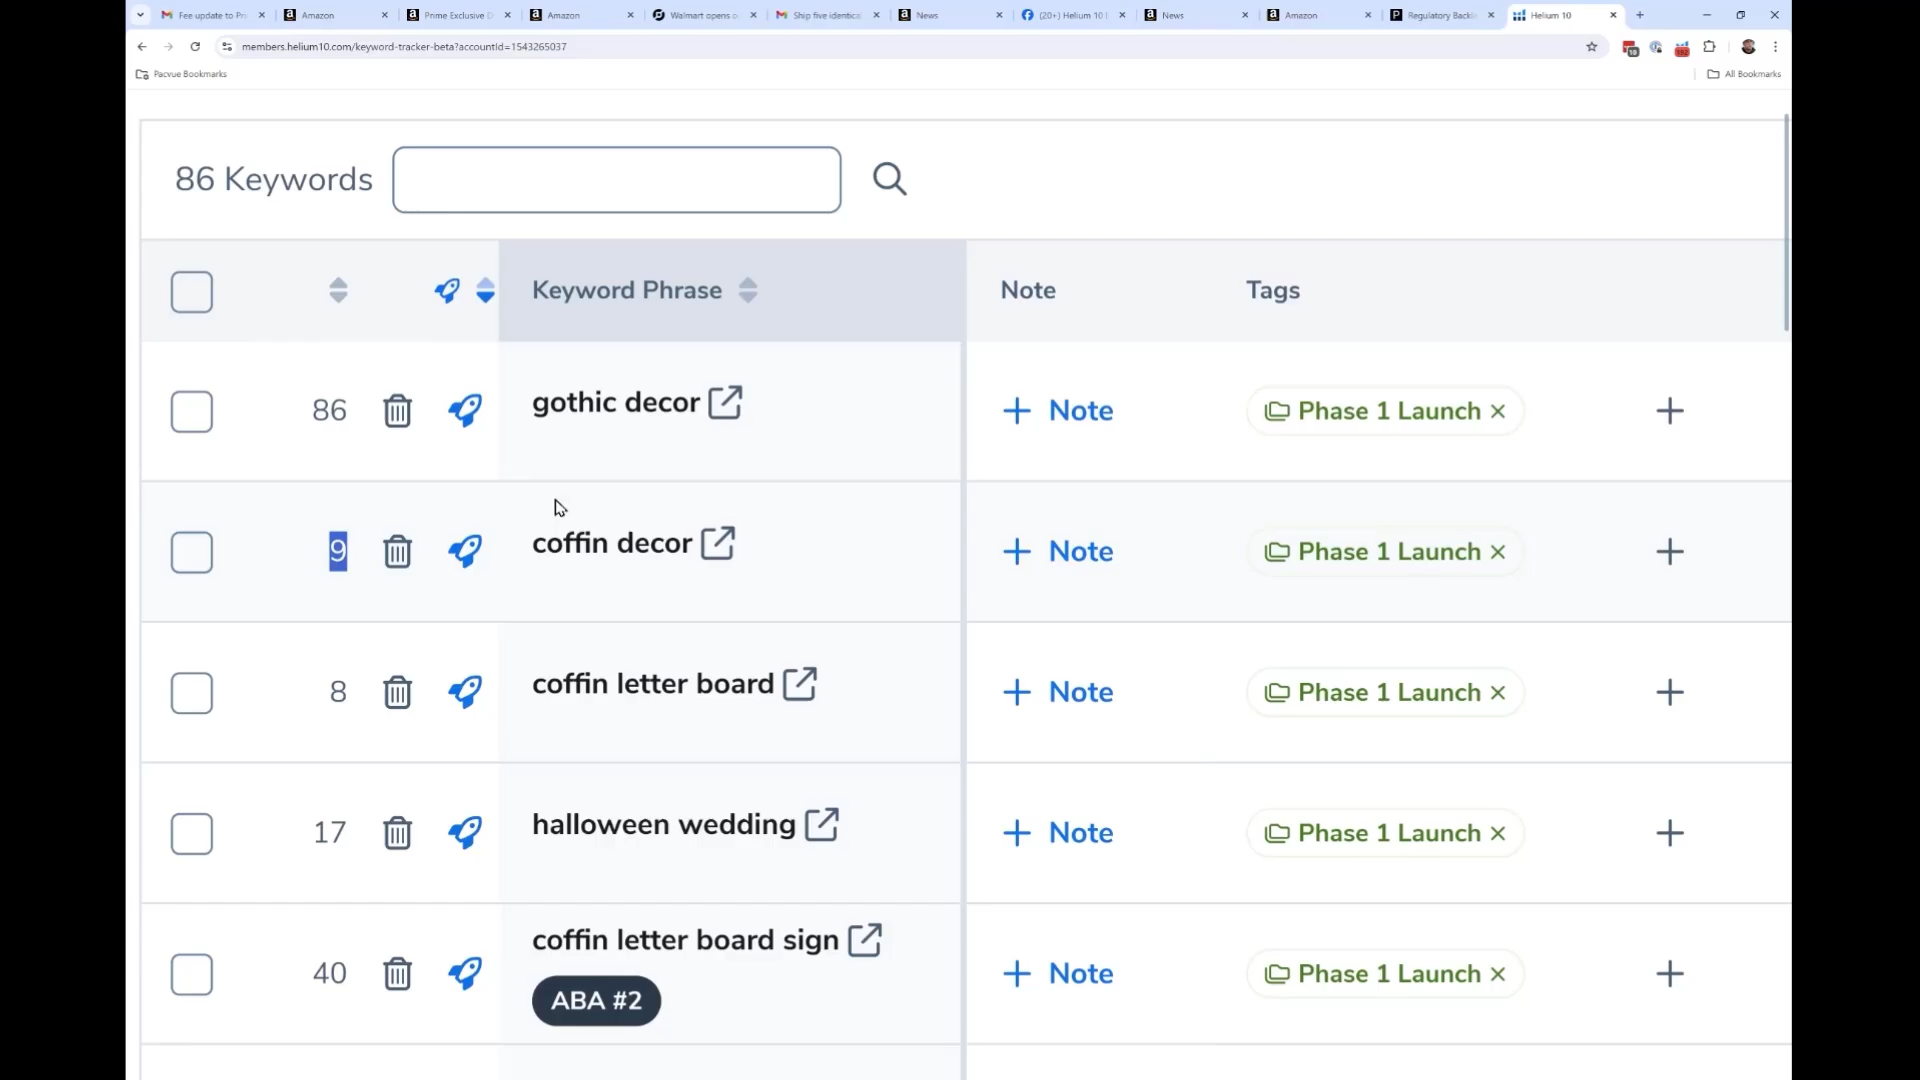 Fee update to Pri
Amazon
Prime Exclusive D
Amazon
Walmart opens
Ship five identica
News
(20+) Helium 10
News
Amazon
Regulatory Backl
Helium 10
members.helium10.com/keyword-tracker-beta?accountId=1543265037
10
152
Pacvue Bookmarks
All Bookmarks
86 Keywords
Keyword Phrase Note Tags
86 gothic decor + Note Phase 1 Launch × +
9 coffin decor + Note Phase 1 Launch × +
8 coffin letter board + Note Phase 1 Launch × +
17 halloween wedding + Note Phase 1 Launch × +
40 coffin letter board sign + Note Phase 1 Launch × +
ABA #2